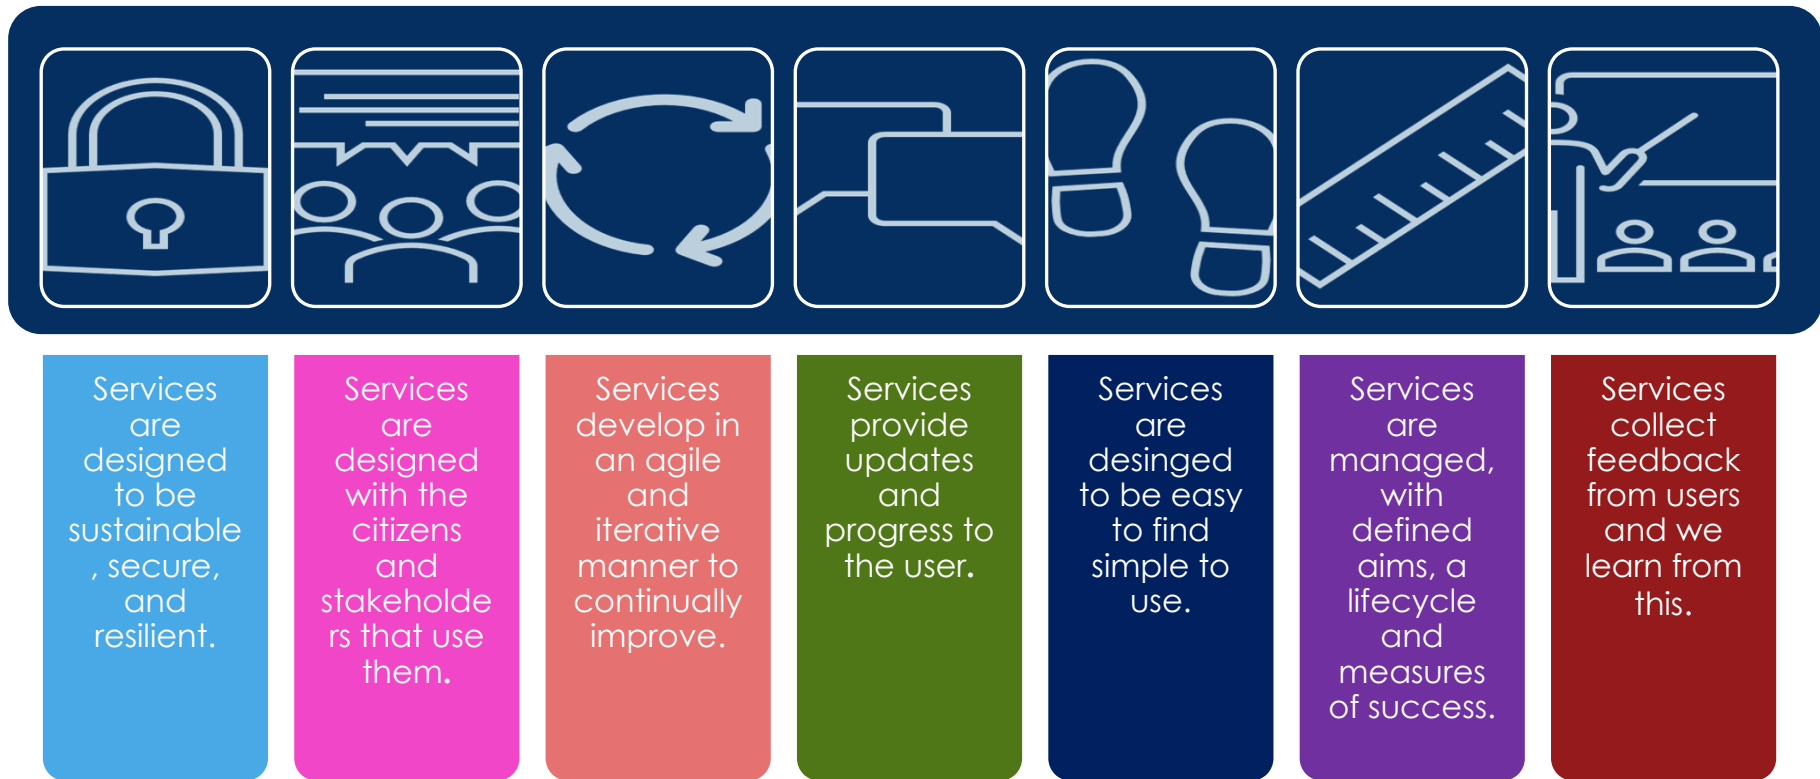 Services
are
designed
to be
sustainable
, secure,
and
resilient.
Services
are
designed
with the
citizens
and
stakeholde
rs that use
them.
Services
develop in
an agile
and
iterative
manner to
continually
improve.
Services
provide
updates
and
progress to
the user.
Services
are
desinged
to be easy
to find
simple to
use.
Services
are
managed,
with
defined
aims, a
lifecycle
and
measures
of success.
Services
collect
feedback
from users
and we
learn from
this.